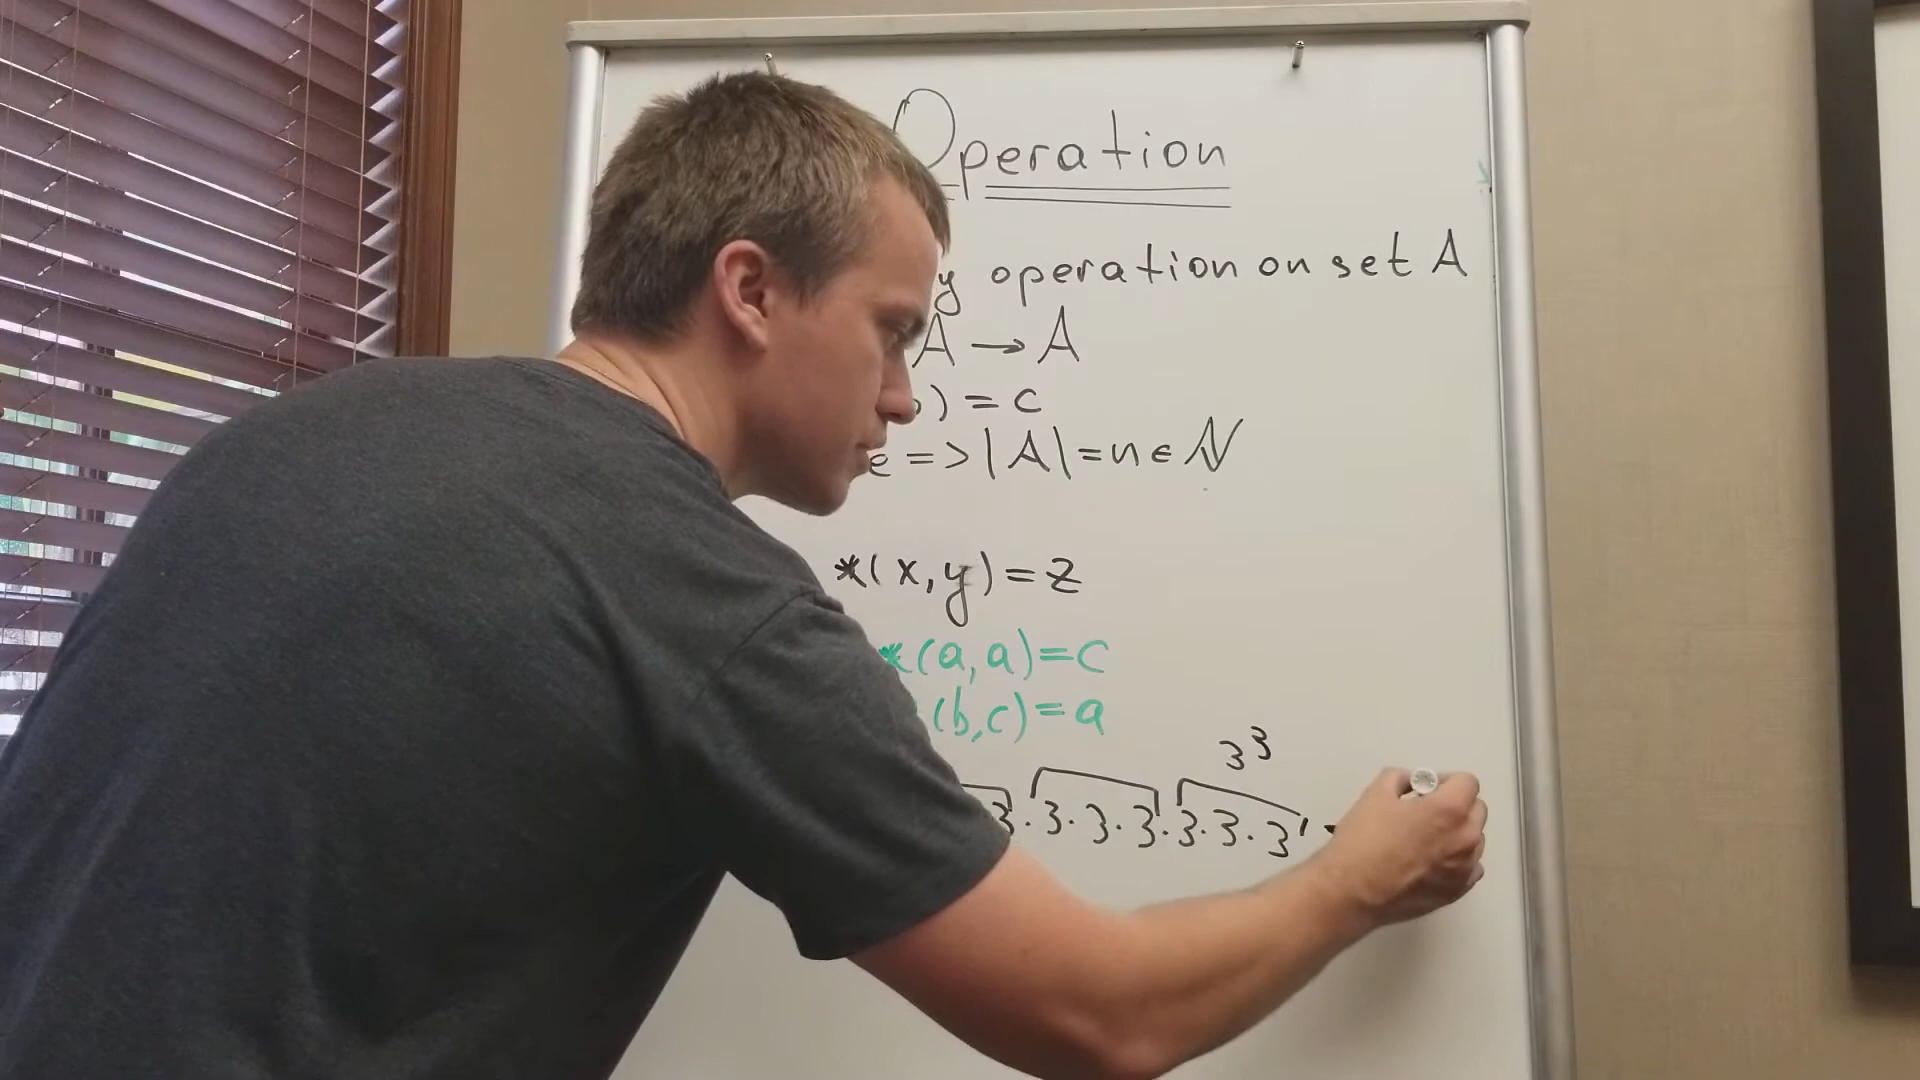 Operation
y operation on set A
A → A
) = c
e => |A| = n ∈ ℕ
*(x,y) = z
*(a,a) = c
(b,c) = a
3³
3 · 3 · 3 · 3 · 3 · 3 · 3